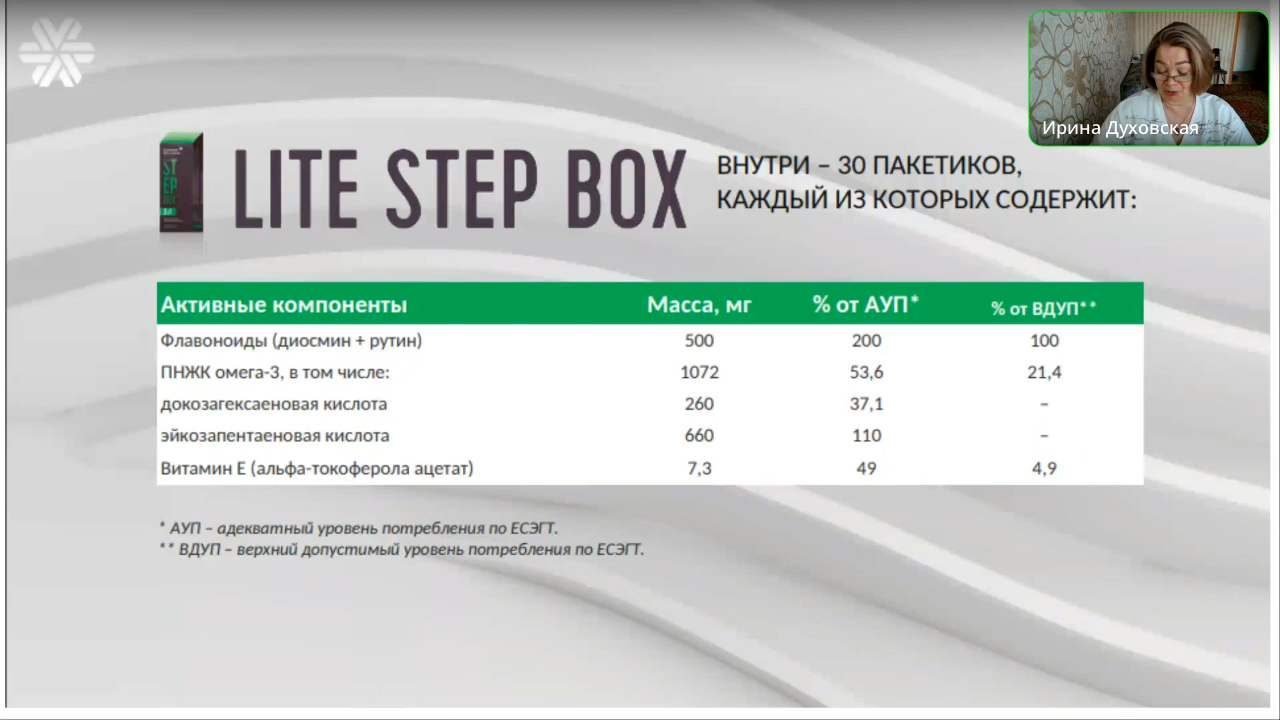 Ирина Духовская
ST
EP
BOX
LITE STEP BOX
ВНУТРИ – 30 ПАКЕТИКОВ,
КАЖДЫЙ ИЗ КОТОРЫХ СОДЕРЖИТ:
Активные компоненты Масса, мг % от АУП* % от ВДУП**
Флавоноиды (диосмин + рутин) 500 200 100
ПНЖК омега-3, в том числе: 1072 53,6 21,4
докозагексаеновая кислота 260 37,1 –
эйкозапентаеновая кислота 660 110 –
Витамин Е (альфа-токоферола ацетат) 7,3 49 4,9
* АУП – адекватный уровень потребления по ЕСЭГТ.
** ВДУП – верхний допустимый уровень потребления по ЕСЭГТ.